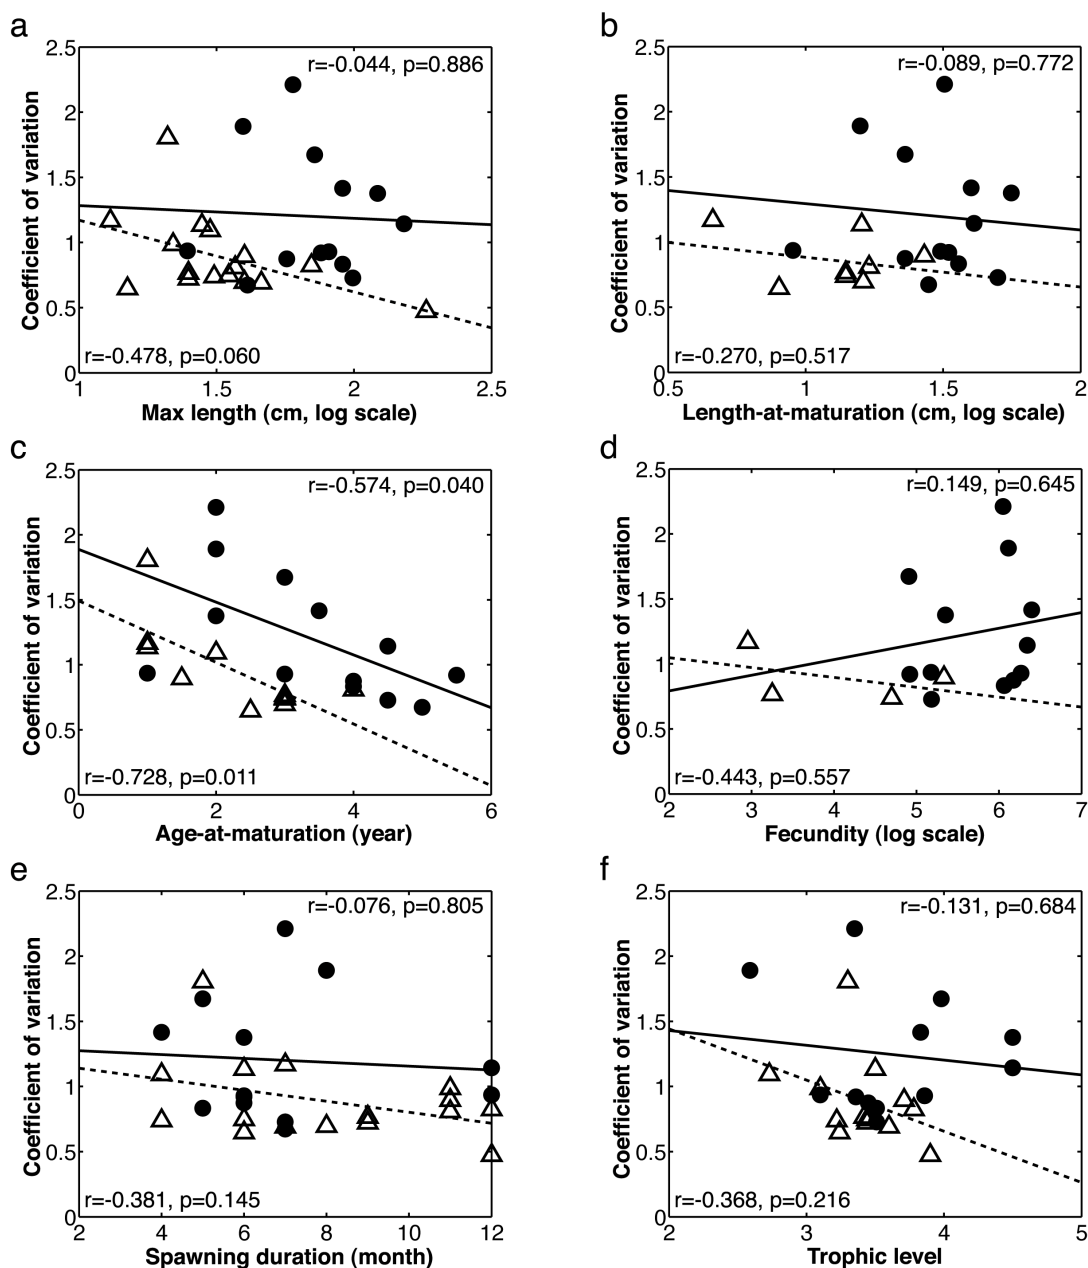 a
2.5
2
1.5
1
0.5
0
r=-0.044, p=0.886
r=-0.478, p=0.060
Coefficient of variation
1 1.5 2 2.5
Max length (cm, log scale)
b
2.5
2
1.5
1
0.5
0
r=-0.089, p=0.772
r=-0.270, p=0.517
Coefficient of variation
0.5 1 1.5 2
Length-at-maturation (cm, log scale)
c
2.5
2
1.5
1
0.5
0
r=-0.574, p=0.040
r=-0.728, p=0.011
Coefficient of variation
0 2 4 6
Age-at-maturation (year)
d
2.5
2
1.5
1
0.5
0
r=0.149, p=0.645
r=-0.443, p=0.557
Coefficient of variation
2 3 4 5 6 7
Fecundity (log scale)
e
2.5
2
1.5
1
0.5
0
r=-0.076, p=0.805
r=-0.381, p=0.145
Coefficient of variation
2 4 6 8 10 12
Spawning duration (month)
f
2.5
2
1.5
1
0.5
0
r=-0.131, p=0.684
r=-0.368, p=0.216
Coefficient of variation
2 3 4 5
Trophic level